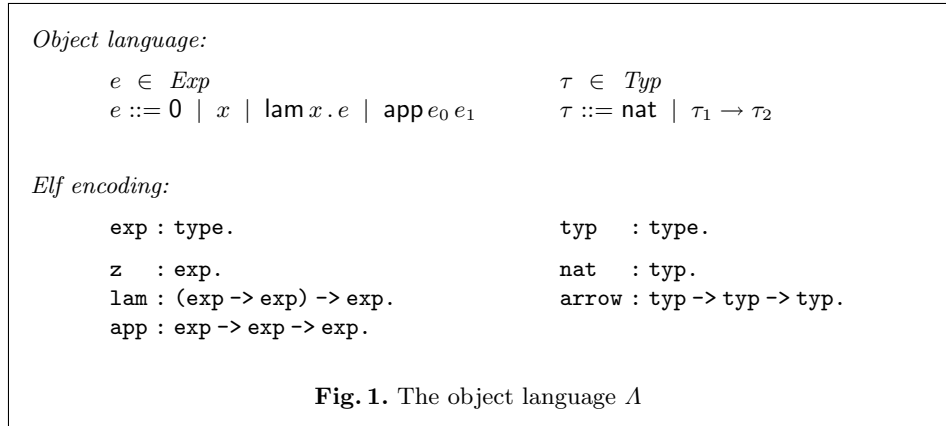 Object language:
e ∈ Exp τ ∈ Typ
e ::= 0 | x | lam x . e | app e₀ e₁ τ ::= nat | τ₁ → τ₂
Elf encoding:
exp : type. typ : type.
z : exp. nat : typ.
lam : (exp -> exp) -> exp. arrow : typ -> typ -> typ.
app : exp -> exp -> exp.
Fig. 1. The object language Λ